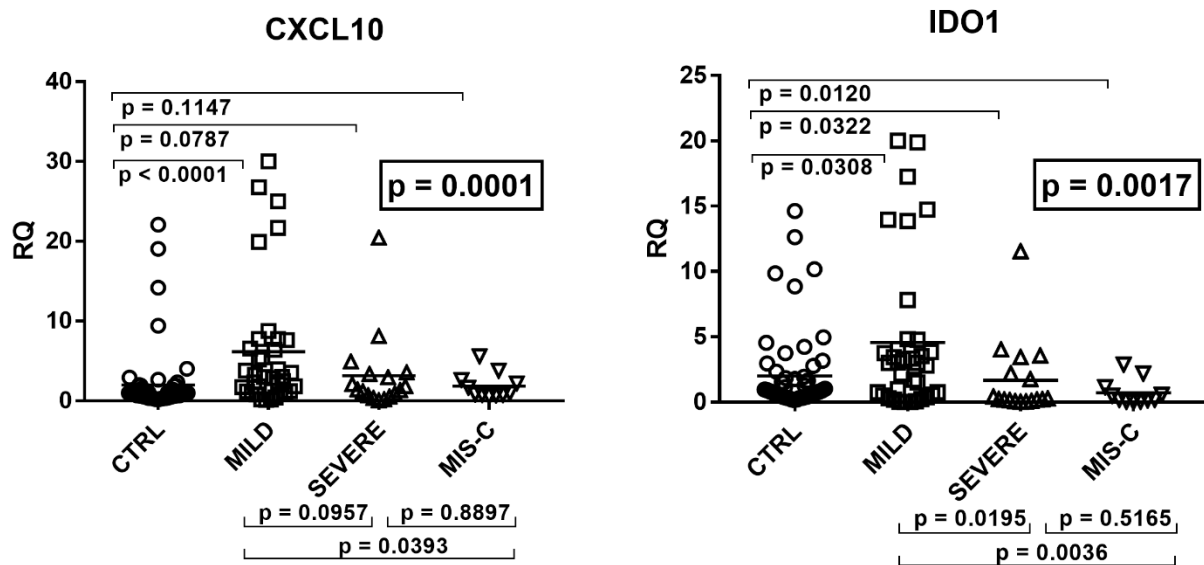 CXCL10
40
30
20
10
0
RQ
p = 0.1147
p = 0.0787
p < 0.0001
p = 0.0001
CTRL
MILD
SEVERE
MIS-C
p = 0.0957
p = 0.8897
p = 0.0393
IDO1
25
20
15
10
5
0
RQ
p = 0.0120
p = 0.0322
p = 0.0308
p = 0.0017
CTRL
MILD
SEVERE
MIS-C
p = 0.0195
p = 0.5165
p = 0.0036